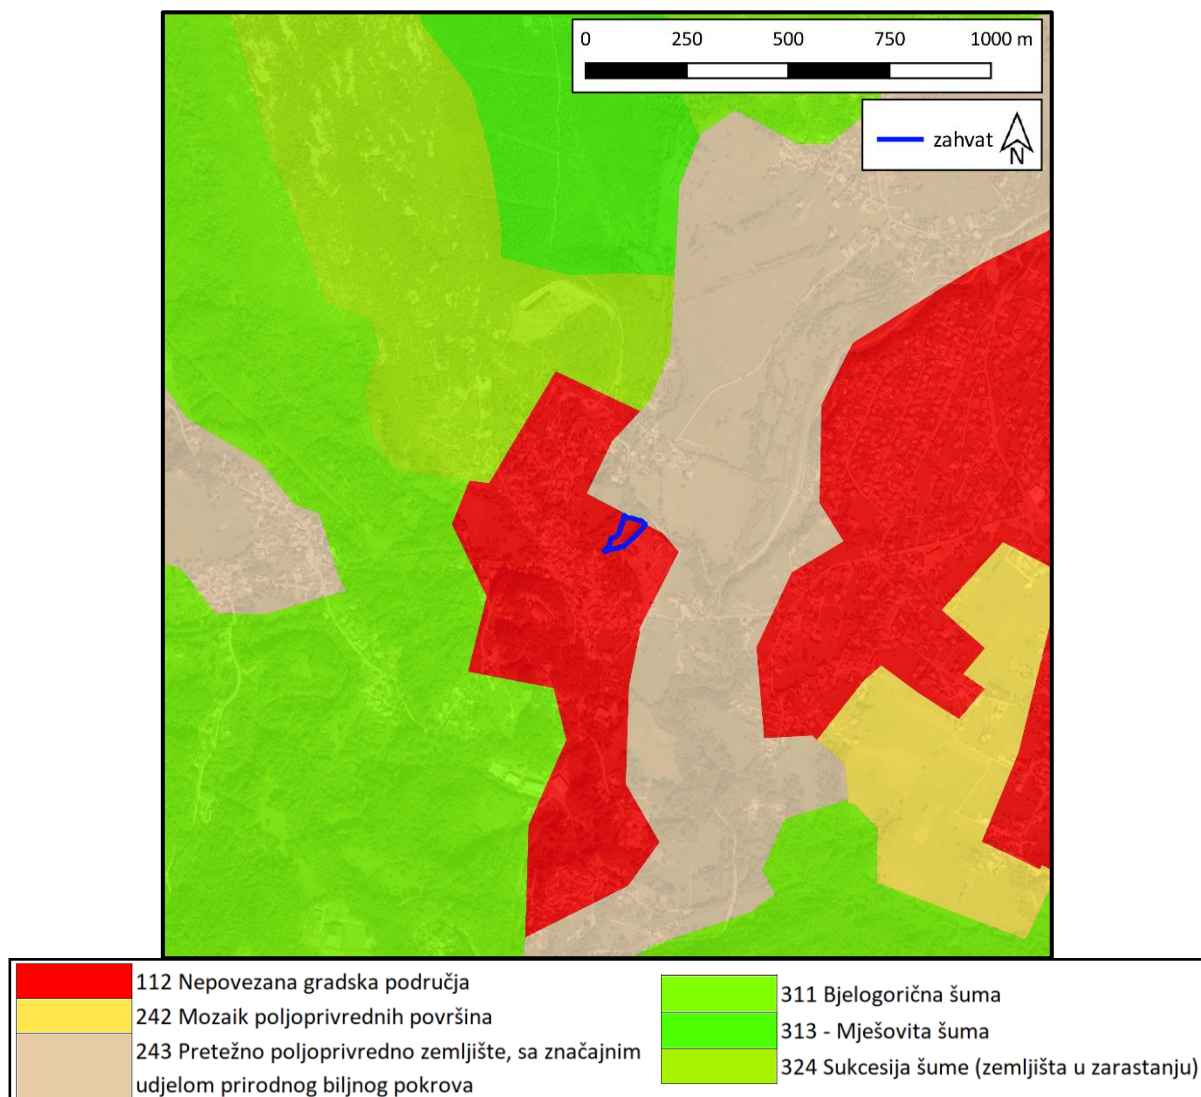 0 250 500 750 1000 m
zahvat
N
112 Nepovezana gradska područja
242 Mozaik poljoprivrednih površina
243 Pretežno poljoprivredno zemljište, sa značajnim
udjelom prirodnog biljnog pokrova
311 Bjelogorična šuma
313 - Mješovita šuma
324 Sukcesija šume (zemljišta u zarastanju)